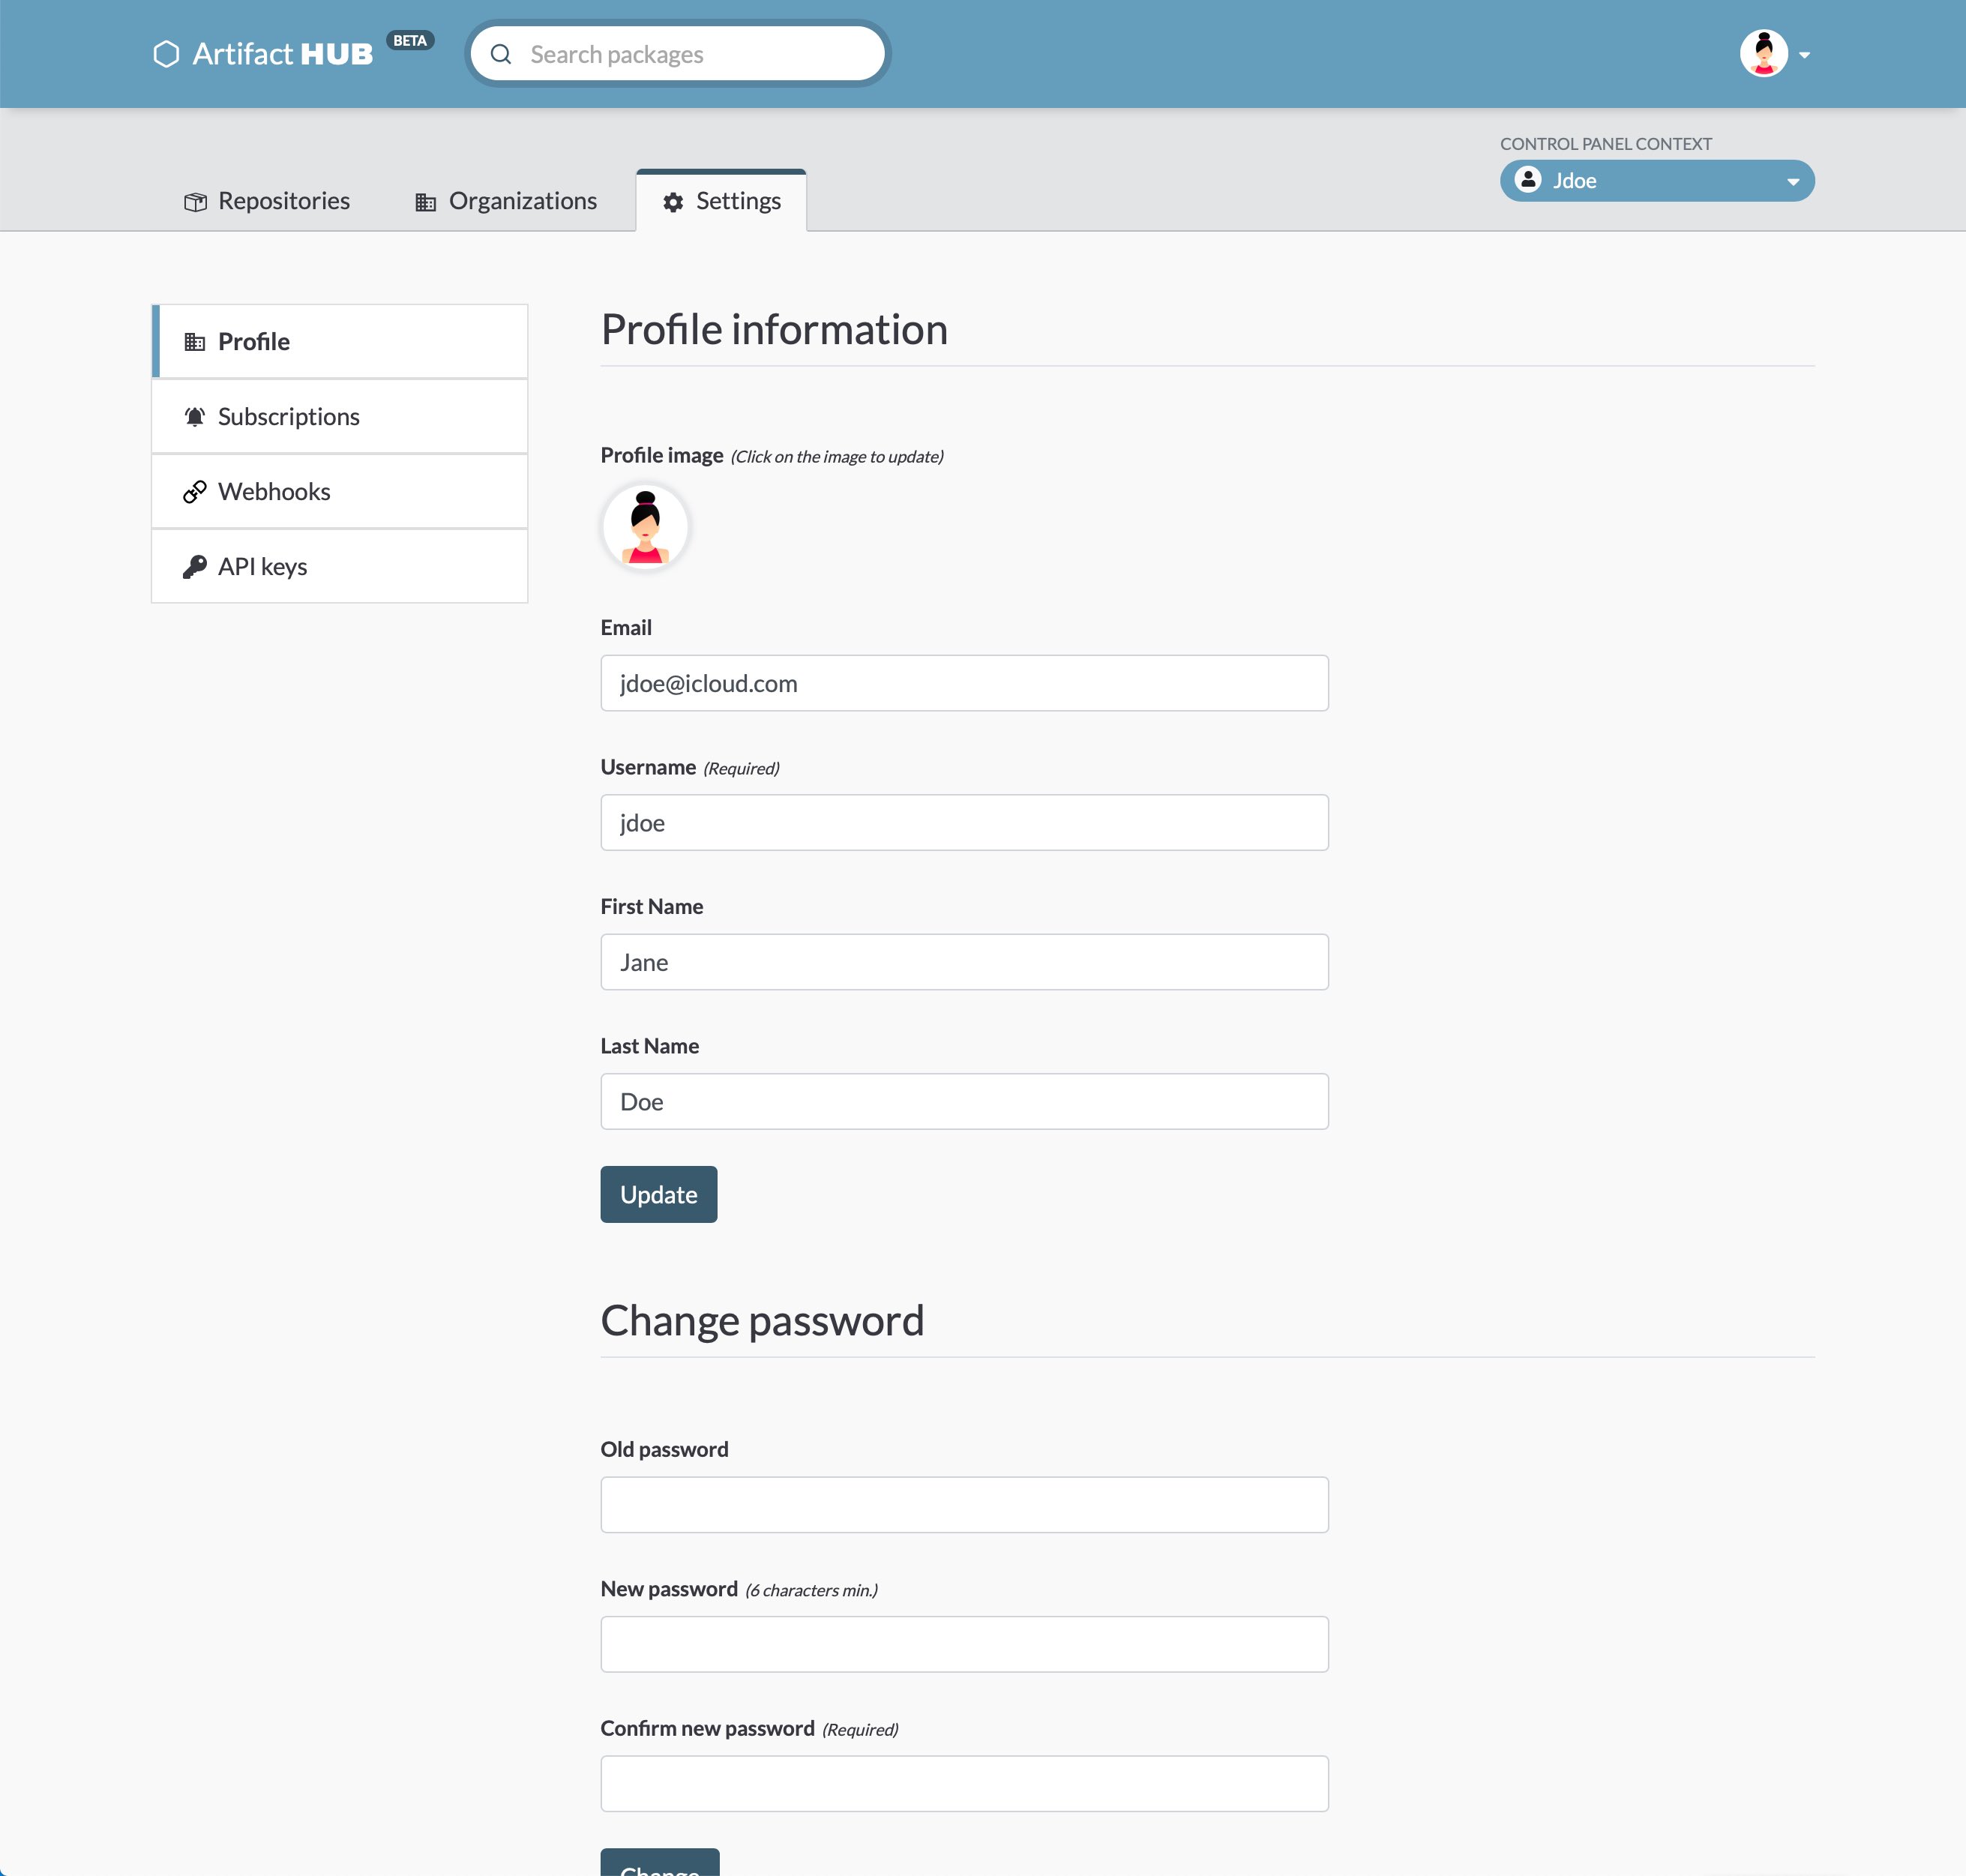 Artifact HUB BETA
Search packages
CONTROL PANEL CONTEXT
Jdoe
Repositories
Organizations
Settings
Profile
Subscriptions
Webhooks
API keys
Profile information
Profile image (Click on the image to update)
Email
jdoe@icloud.com
Username (Required)
jdoe
First Name
Jane
Last Name
Doe
Update
Change password
Old password
New password (6 characters min.)
Confirm new password (Required)
Change